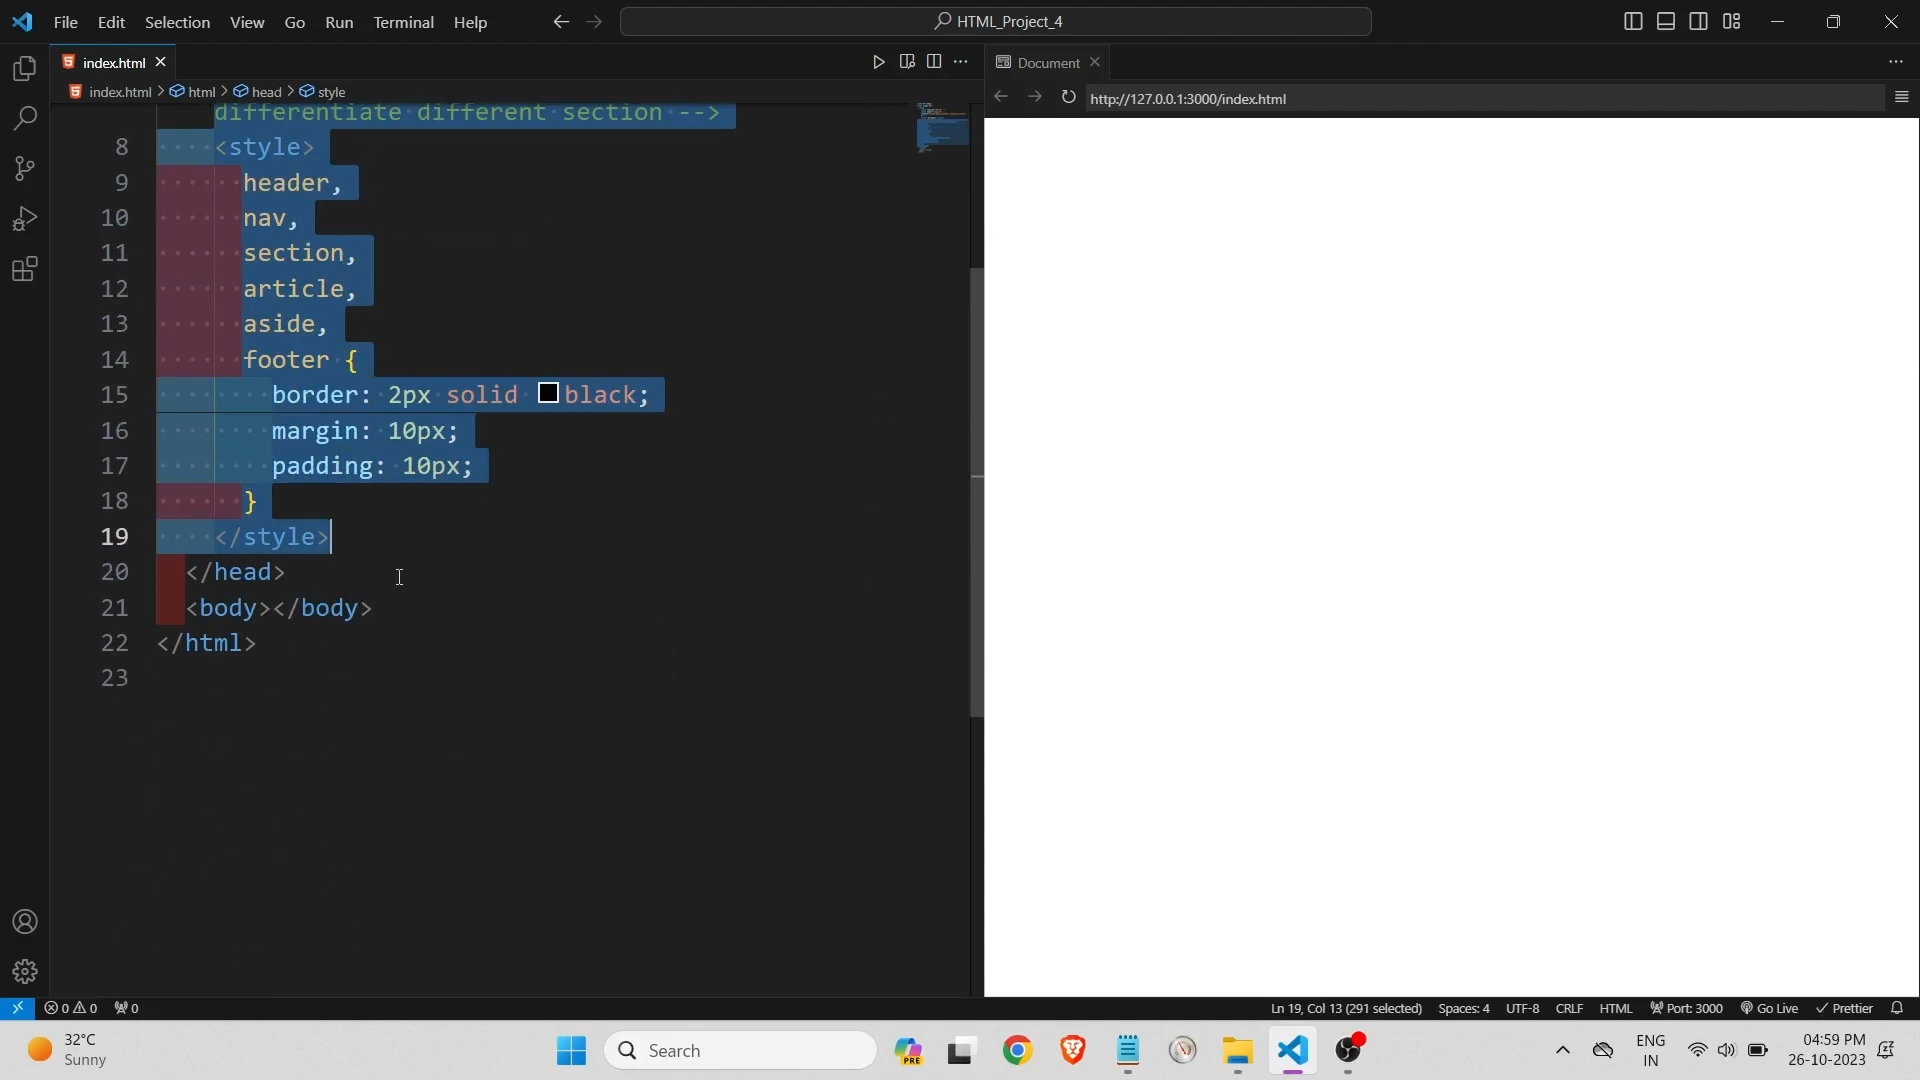 File Edit Selection View Go Run Terminal Help
HTML_Project_4
index.html
Document
index.html > html > head > style
http://127.0.0.1:3000/index.html
differentiate different section -->
8 <style>
9 header,
10 nav,
11 section,
12 article,
13 aside,
14 footer {
15 border: 2px solid black;
16 margin: 10px;
17 padding: 10px;
18 }
19 </style>
20 </head>
21 <body></body>
22 </html>
23
0 0 0 Ln 19, Col 13 (291 selected) Spaces: 4 UTF-8 CRLF HTML Port: 3000 Go Live Prettier
32°C
Sunny
Search
PRE
ENG
IN
04:59 PM
26-10-2023